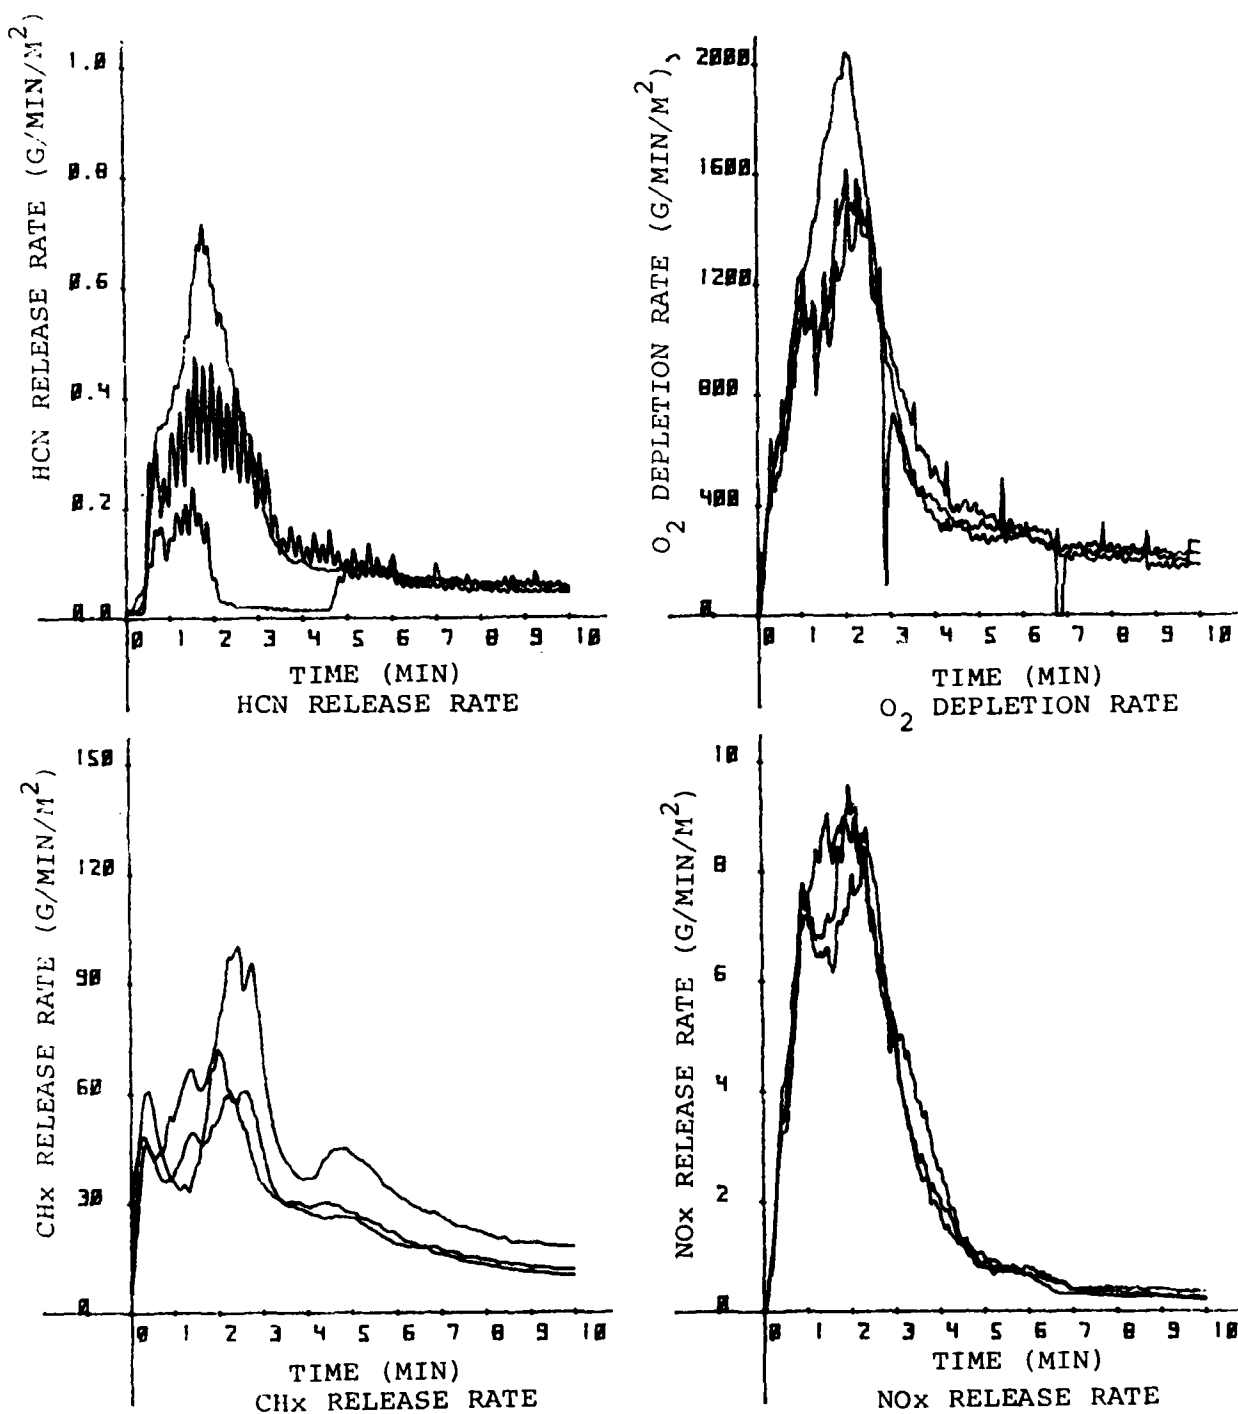 HCN RELEASE RATE (G/MIN/M²)
1.0
0.8
0.6
0.4
0.2
0.0
0 1 2 3 4 5 6 7 8 9 10
TIME (MIN)
HCN RELEASE RATE
O₂ DEPLETION RATE (G/MIN/M²)
2000
1600
1200
800
400
0
0 1 2 3 4 5 6 7 8 9 10
TIME (MIN)
O₂ DEPLETION RATE
CHx RELEASE RATE (G/MIN/M²)
150
120
90
60
30
0
0 1 2 3 4 5 6 7 8 9 10
TIME (MIN)
CHx RELEASE RATE
NOx RELEASE RATE (G/MIN/M²)
10
8
6
4
2
0
0 1 2 3 4 5 6 7 8 9 10
TIME (MIN)
NOx RELEASE RATE